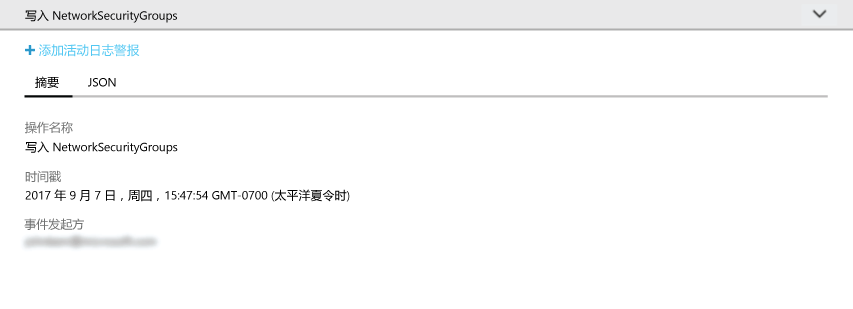 写入 NetworkSecurityGroups
+ 添加活动日志警报
摘要 JSON
操作名称
写入 NetworkSecurityGroups
时间戳
2017 年 9 月 7 日，周四，15:47:54 GMT-0700 (太平洋夏令时)
事件发起方